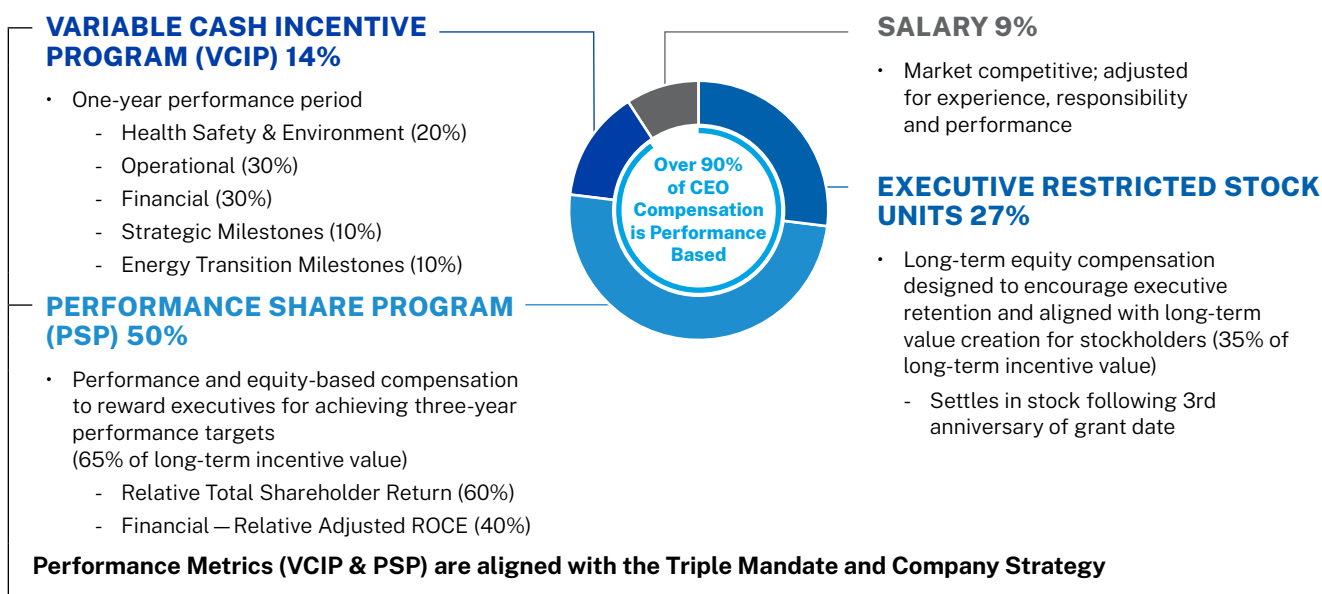 VARIABLE CASH INCENTIVE
PROGRAM (VCIP) 14%
• One-year performance period
- Health Safety & Environment (20%)
- Operational (30%)
- Financial (30%)
- Strategic Milestones (10%)
- Energy Transition Milestones (10%)
PERFORMANCE SHARE PROGRAM
(PSP) 50%
• Performance and equity-based compensation
to reward executives for achieving three-year
performance targets
(65% of long-term incentive value)
- Relative Total Shareholder Return (60%)
- Financial — Relative Adjusted ROCE (40%)
Over 90%
of CEO
Compensation
is Performance
Based
SALARY 9%
• Market competitive; adjusted
for experience, responsibility
and performance
EXECUTIVE RESTRICTED STOCK
UNITS 27%
• Long-term equity compensation
designed to encourage executive
retention and aligned with long-term
value creation for stockholders (35% of
long-term incentive value)
- Settles in stock following 3rd
anniversary of grant date
Performance Metrics (VCIP & PSP) are aligned with the Triple Mandate and Company Strategy